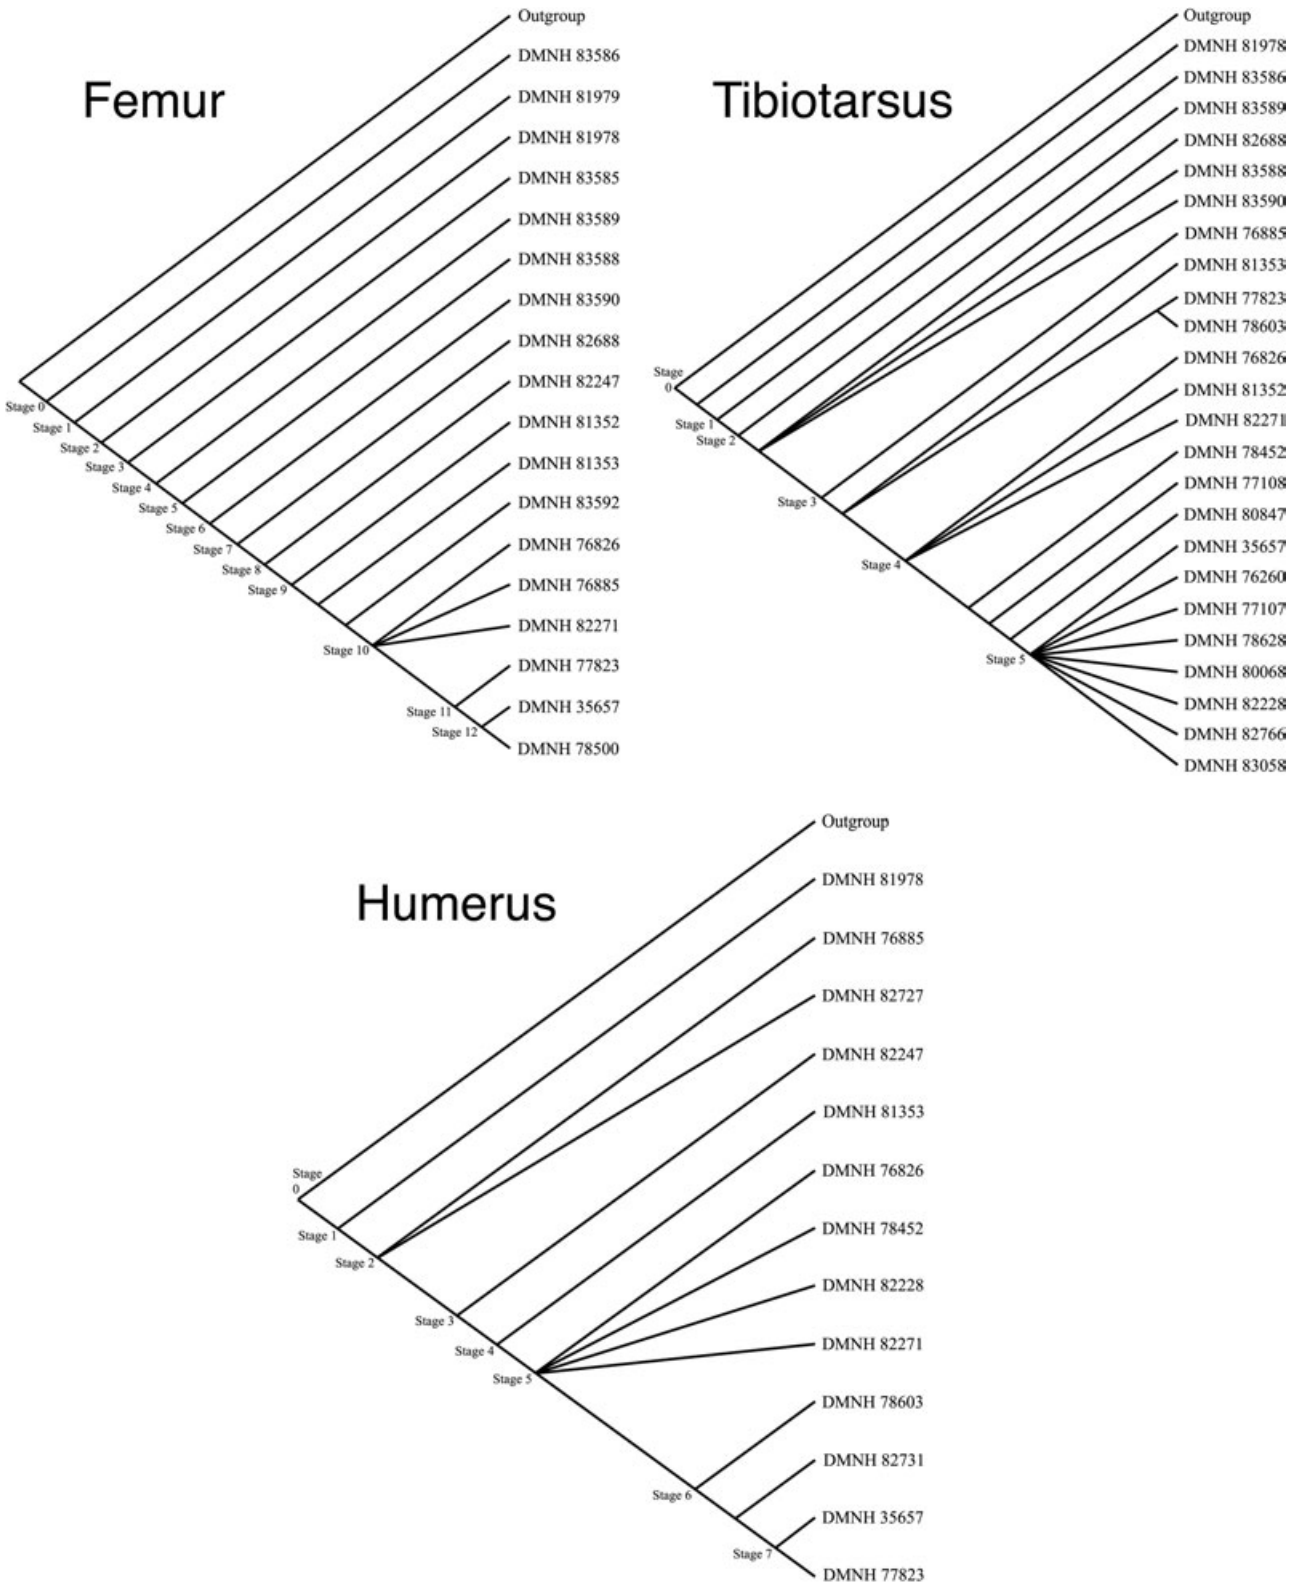 Femur
Outgroup
DMNH 83586
DMNH 81979
DMNH 81978
DMNH 83585
DMNH 83589
DMNH 83588
DMNH 83590
DMNH 82688
DMNH 82247
DMNH 81352
DMNH 81353
DMNH 83592
DMNH 76826
DMNH 76885
DMNH 82271
DMNH 77823
DMNH 35657
DMNH 78500
Stage 0
Stage 1
Stage 2
Stage 3
Stage 4
Stage 5
Stage 6
Stage 7
Stage 8
Stage 9
Stage 10
Stage 11
Stage 12
Tibiotarsus
Outgroup
DMNH 81978
DMNH 83586
DMNH 83589
DMNH 82688
DMNH 83588
DMNH 83590
DMNH 76885
DMNH 81353
DMNH 77823
DMNH 78603
DMNH 76826
DMNH 81352
DMNH 82271
DMNH 78452
DMNH 77108
DMNH 80847
DMNH 35657
DMNH 76260
DMNH 77107
DMNH 78628
DMNH 80068
DMNH 82228
DMNH 82766
DMNH 83058
Stage
0
Stage 1
Stage 2
Stage 3
Stage 4
Stage 5
Humerus
Outgroup
DMNH 81978
DMNH 76885
DMNH 82727
DMNH 82247
DMNH 81353
DMNH 76826
DMNH 78452
DMNH 82228
DMNH 82271
DMNH 78603
DMNH 82731
DMNH 35657
DMNH 77823
Stage
0
Stage 1
Stage 2
Stage 3
Stage 4
Stage 5
Stage 6
Stage 7